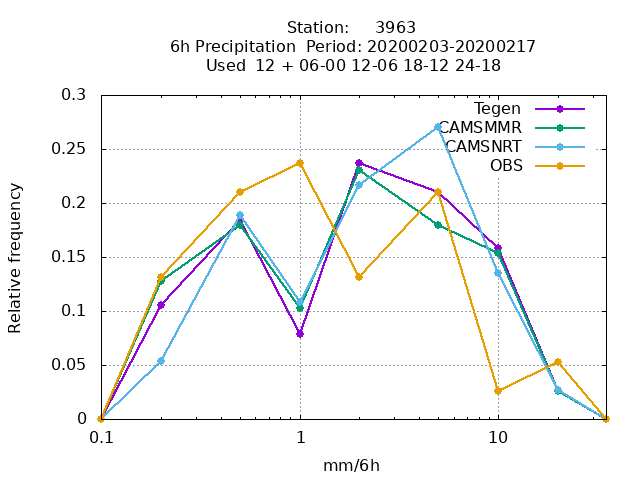 Station:     3963
6h Precipitation  Period: 20200203-20200217
Used  12 + 06-00 12-06 18-12 24-18
Tegen
CAMSMMR
CAMSNRT
OBS
Relative frequency
0.3
0.25
0.2
0.15
0.1
0.05
0
0.1 1 10
mm/6h